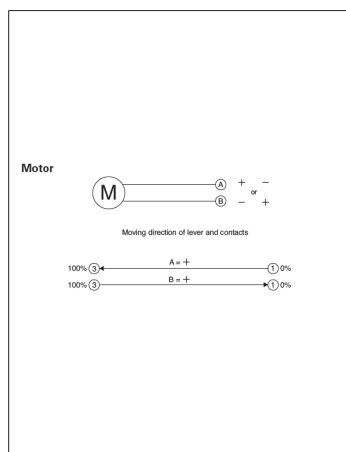 Motor
M
A + −
or
B − +
Moving direction of lever and contacts
100% 3 A = + 1 0%
100% 3 B = + 1 0%